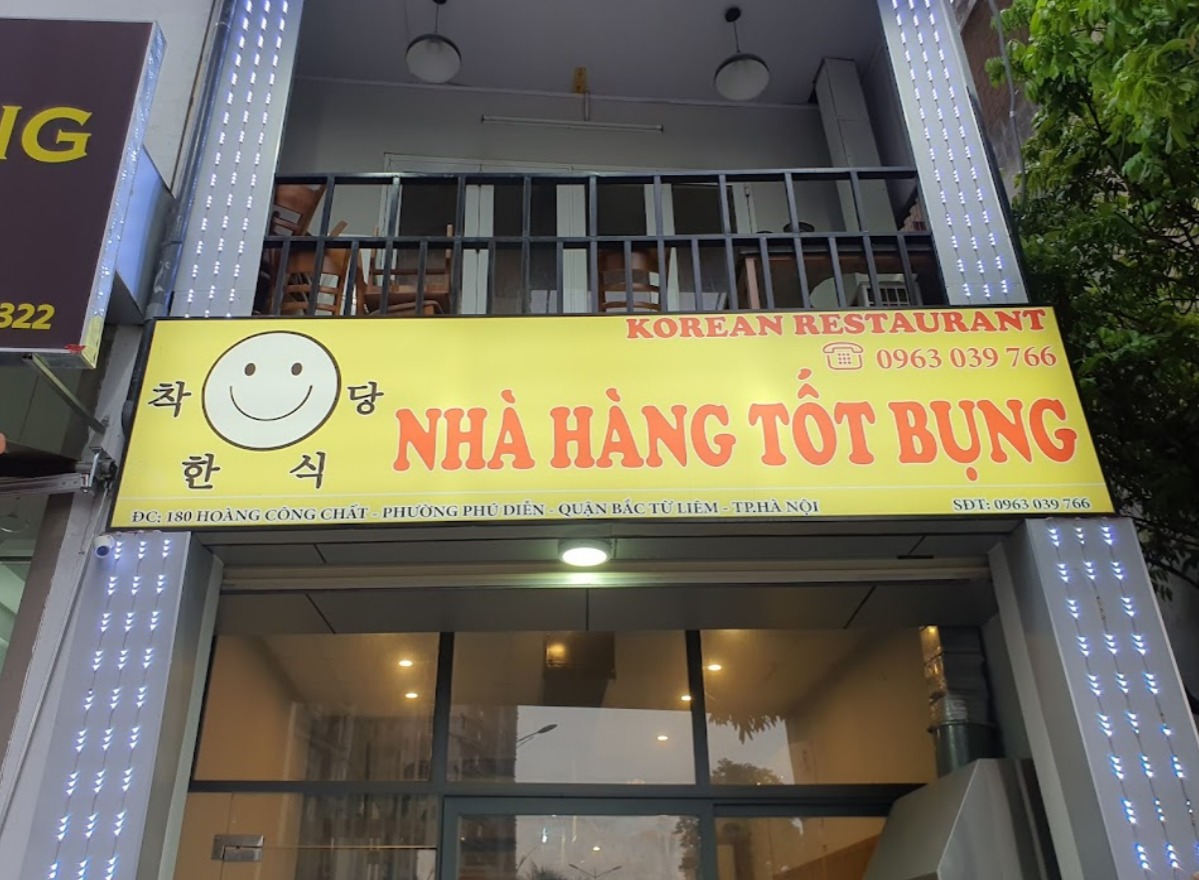 NG
322
KOREAN RESTAURANT
0963 039 766
착 당
한 식
NHÀ HÀNG TỐT BỤNG
ĐC: 180 HOÀNG CÔNG CHẤT - PHƯỜNG PHÚ DIỄN - QUẬN BẮC TỪ LIÊM - TP.HÀ NỘI
SĐT: 0963 039 766